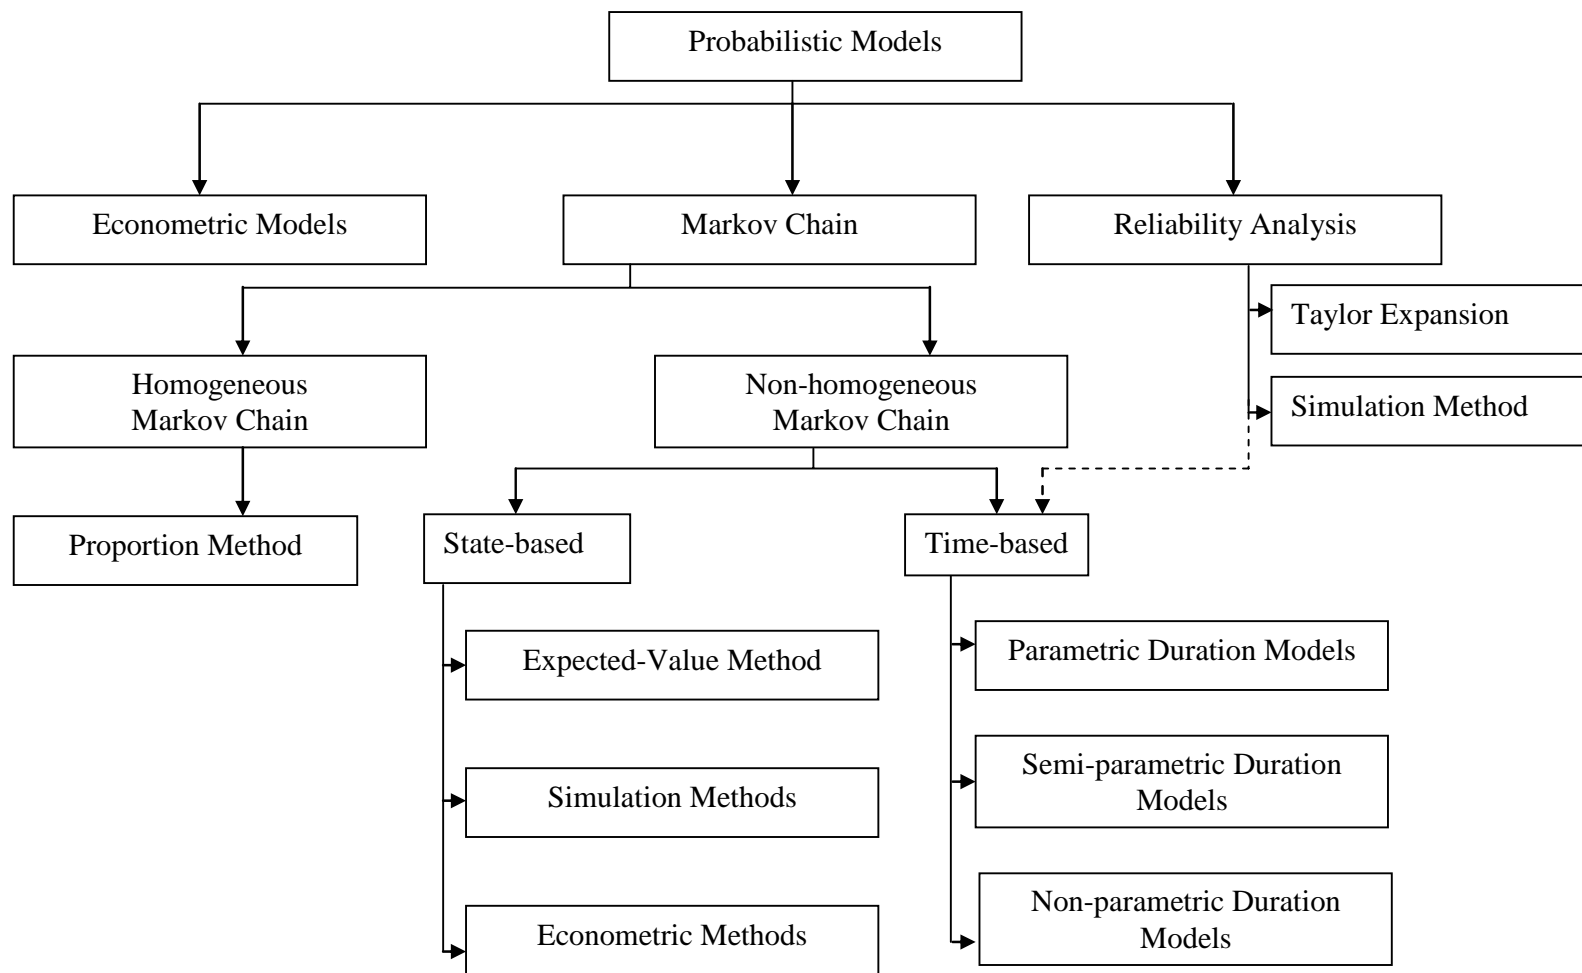 Probabilistic Models
Econometric Models
Markov Chain
Reliability Analysis
Taylor Expansion
Simulation Method
Homogeneous
Markov Chain
Non-homogeneous
Markov Chain
Proportion Method
State-based
Time-based
Expected-Value Method
Simulation Methods
Econometric Methods
Parametric Duration Models
Semi-parametric Duration
Models
Non-parametric Duration
Models